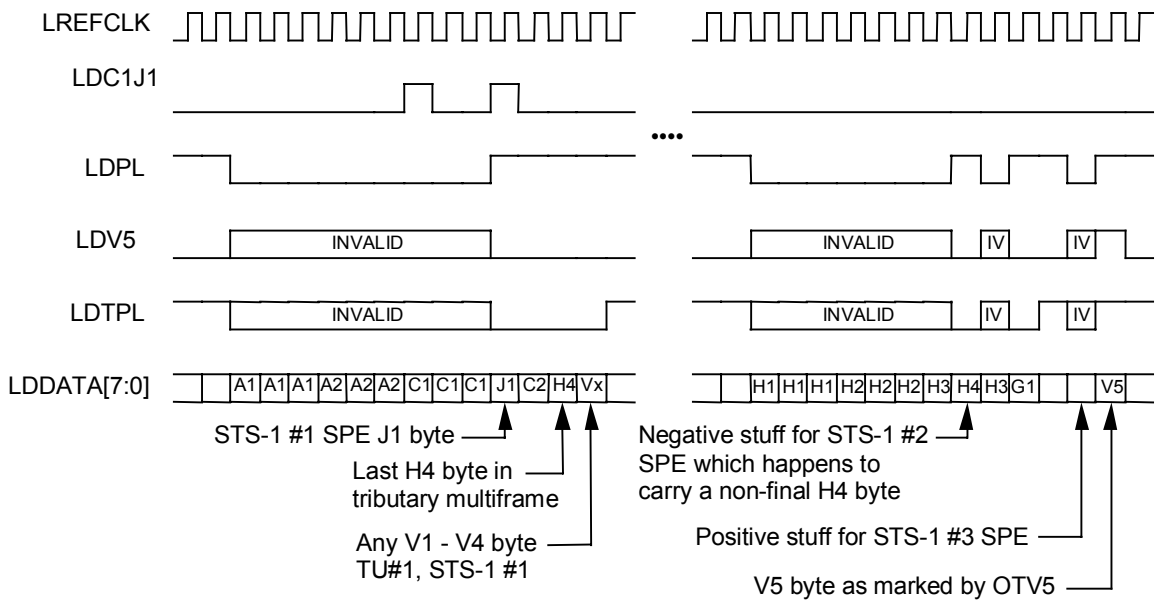 LREFCLK
LDC1J1
••••
LDPL
LDV5 INVALID INVALID IV IV
LDTPL INVALID INVALID IV IV
LDDATA[7:0] A1 A1 A1 A2 A2 A2 C1 C1 C1 J1 C2 H4 Vx H1 H1 H1 H2 H2 H2 H3 H4 H3 G1 V5
STS-1 #1 SPE J1 byte
Last H4 byte in
tributary multiframe
Any V1 - V4 byte
TU#1, STS-1 #1
Negative stuff for STS-1 #2
SPE which happens to
carry a non-final H4 byte
Positive stuff for STS-1 #3 SPE
V5 byte as marked by OTV5